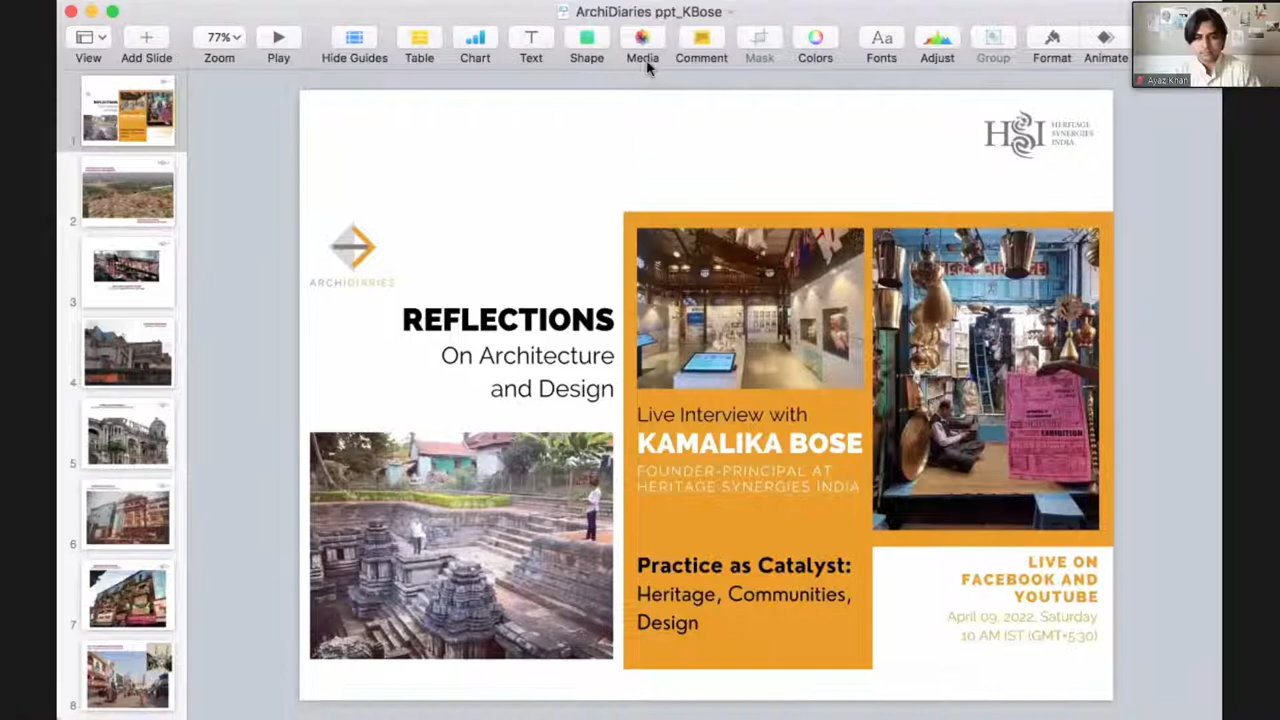 ArchiDiaries ppt_KBose
77%
View
Add Slide
Zoom
Play
Hide Guides
Table
Chart
Text
Shape
Media
Comment
Mask
Colors
Fonts
Adjust
Group
Format
Animate
Ayaz Khan
1
2
3
4
5
6
7
8
HSI
HERITAGE
SYNERGIES
INDIA
ARCHIDIARIES
REFLECTIONS
On Architecture
and Design
Live Interview with
KAMALIKA BOSE
FOUNDER-PRINCIPAL AT
HERITAGE SYNERGIES INDIA
Practice as Catalyst:
Heritage, Communities,
Design
EXHIBITION
LIVE ON
FACEBOOK AND
YOUTUBE
April 09, 2022, Saturday
10 AM IST (GMT+5:30)